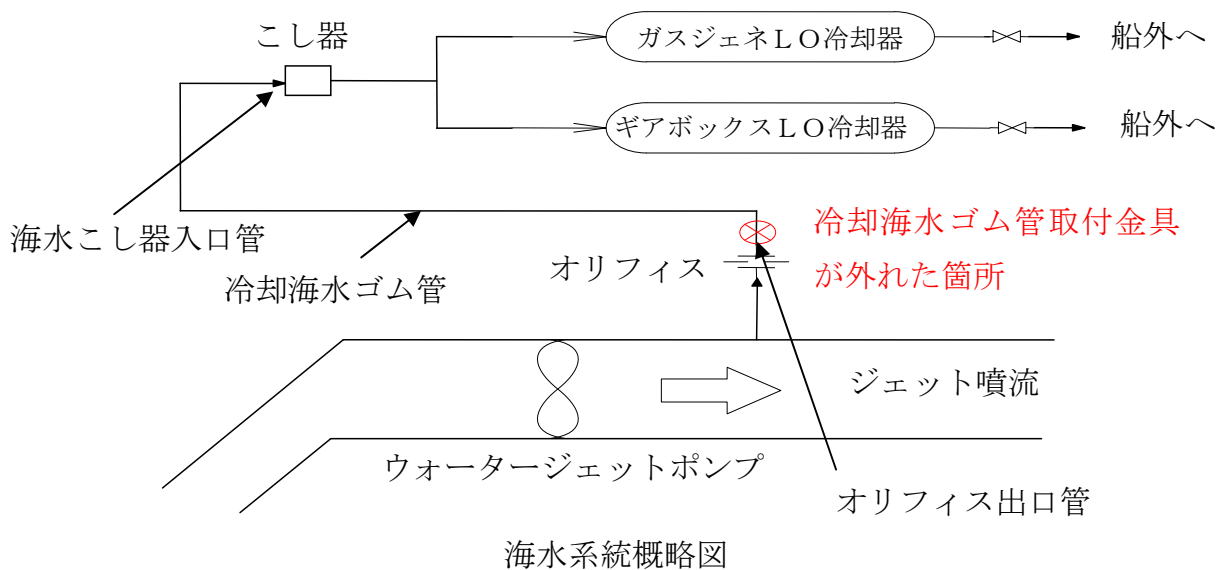 こし器
ガスジェネＬＯ冷却器
船外へ
ギアボックスＬＯ冷却器
船外へ
海水こし器入口管
冷却海水ゴム管
オリフィス
冷却海水ゴム管取付金具
が外れた箇所
ジェット噴流
ウォータージェットポンプ
オリフィス出口管
海水系統概略図